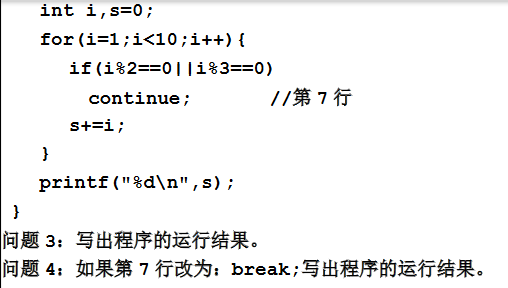 int i,s=0;
for(i=1;i<10;i++){
if(i%2==0||i%3==0)
continue; //第 7 行
s+=i;
}
printf("%d\n",s);
}
问题 3：写出程序的运行结果。
问题 4：如果第 7 行改为：break;写出程序的运行结果。